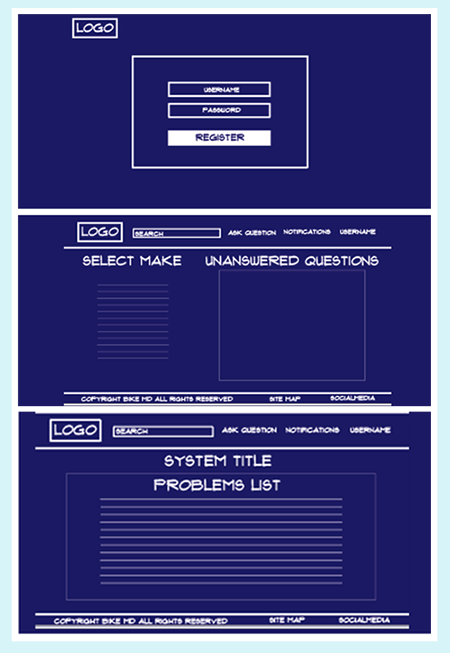 LOGO
USERNAME
PASSWORD
REGISTER
LOGO SEARCH ASK QUESTION NOTIFICATIONS USERNAME
SELECT MAKE UNANSWERED QUESTIONS
COPYRIGHT BIKE MD ALL RIGHTS RESERVED SITE MAP SOCIALMEDIA
LOGO SEARCH ASK QUESTION NOTIFICATIONS USERNAME
SYSTEM TITLE
PROBLEMS LIST
COPYRIGHT BIKE MD ALL RIGHTS RESERVED SITE MAP SOCIALMEDIA